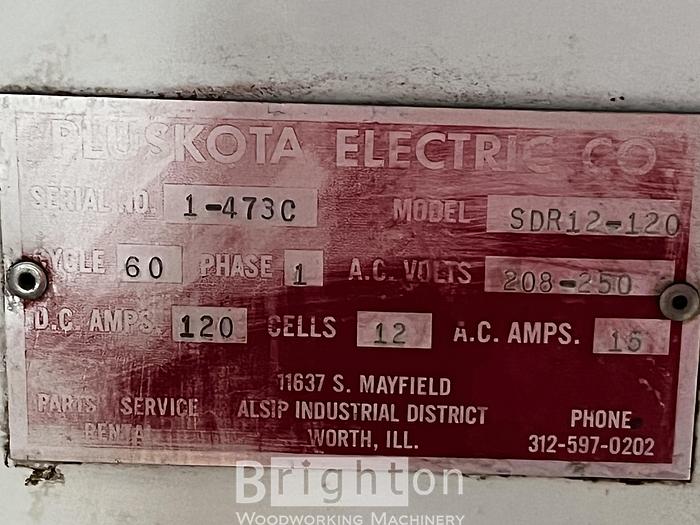 PLUSKOTA ELECTRIC CO.
SERIAL NO. 1-473C MODEL SDR12-120
CYCLE 60 PHASE 1 A.C. VOLTS 208-250
D.C. AMPS. 120 CELLS 12 A.C. AMPS. 16
11637 S. MAYFIELD
PARTS SERVICE ALSIP INDUSTRIAL DISTRICT PHONE
RENTAL WORTH, ILL. 312-597-0202
Brighton
WOODWORKING MACHINERY